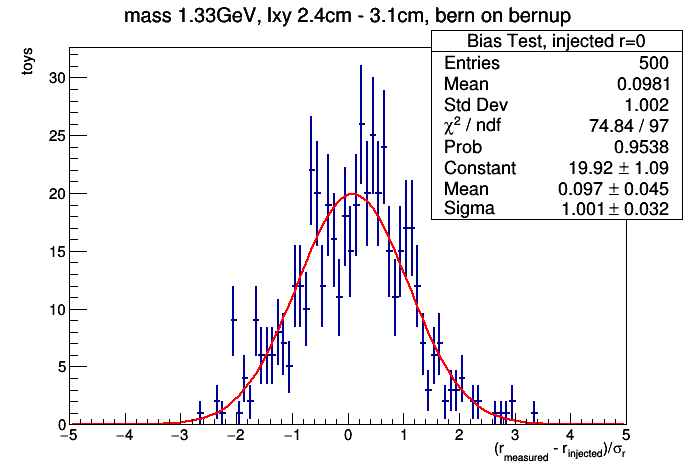 mass 1.33GeV, lxy 2.4cm - 3.1cm, bern on bernup
Bias Test, injected r=0
Entries 500
Mean 0.0981
Std Dev 1.002
χ² / ndf 74.84 / 97
Prob 0.9538
Constant 19.92 ± 1.09
Mean 0.097 ± 0.045
Sigma 1.001 ± 0.032
toys
30
25
20
15
10
5
0
−5 −4 −3 −2 −1 0 1 2 3 4 5
(r_measured - r_injected)/σ_r